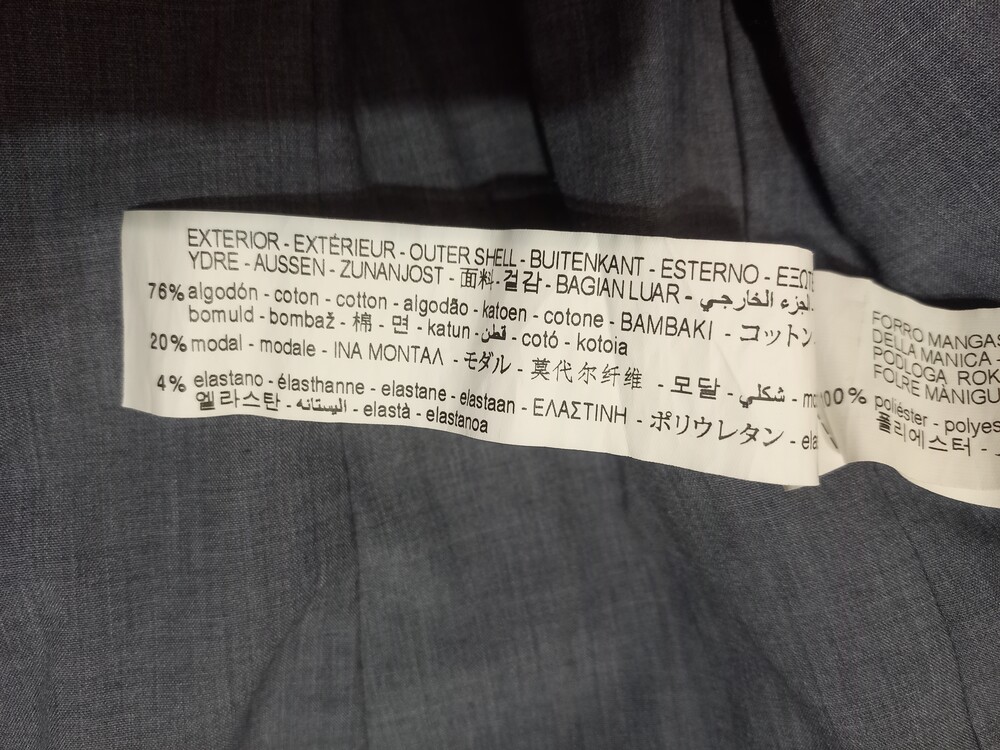 EXTERIOR - EXTÉRIEUR - OUTER SHELL - BUITENKANT - ESTERNO -
YDRE - AUSSEN - ZUNANJOST - 面料 - 겉감 - BAGIAN LUAR - الجزء الخارجي
76% algodón - coton - cotton - algodão - katoen - cotone - BAMBAKI - コットン
bomuld - bombaž - 棉 - 면 - katun - قطن - cotó - kotoia
20% modal - modale - INA ΜΟΝΤΑΛ - モダル - 莫代尔纤维 - 모달 - شكلي -
4% elastano - élasthanne - elastane - elastaan - ΕΛΑΣΤΙΝΗ - ポリウレタン -
엘라스탄 - اليستانه - elastà - elastanoa
FORRO MANGAS
DELLA MANICA -
PODLOGA ROK
FOLRE MANIGU
poliéster - polyes
폴리에스터 -